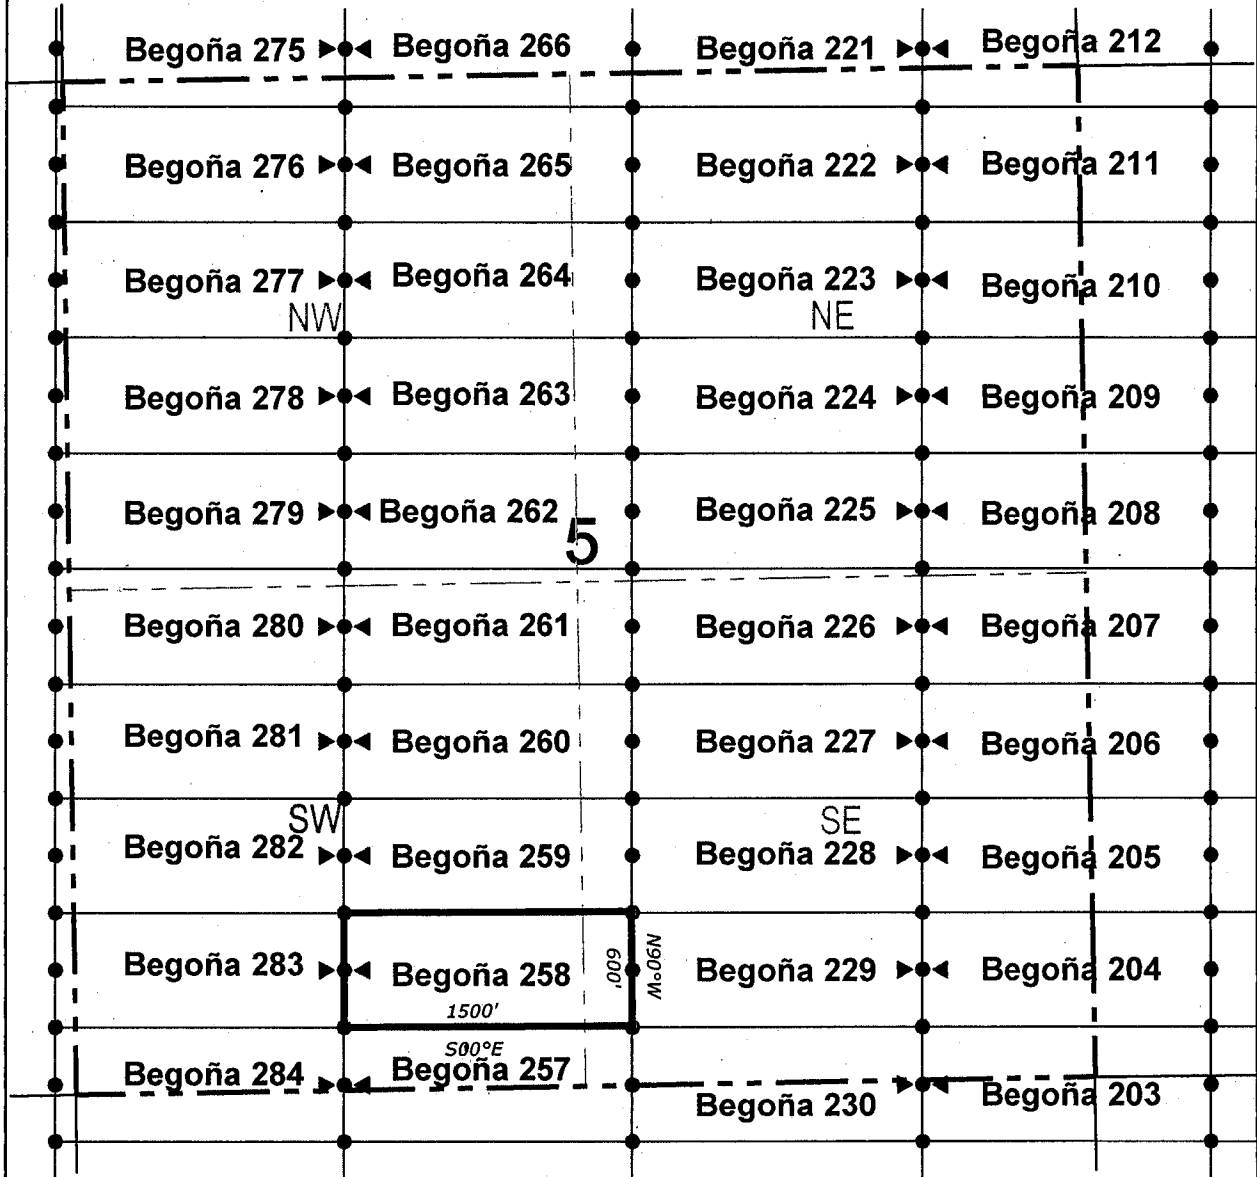 Begoña 275 Begoña 266 Begoña 221 Begoña 212
Begoña 276 Begoña 265 Begoña 222 Begoña 211
Begoña 277 Begoña 264 Begoña 223 Begoña 210
NW NE
Begoña 278 Begoña 263 Begoña 224 Begoña 209
Begoña 279 Begoña 262 Begoña 225 Begoña 208
5
Begoña 280 Begoña 261 Begoña 226 Begoña 207
Begoña 281 Begoña 260 Begoña 227 Begoña 206
SW SE
Begoña 282 Begoña 259 Begoña 228 Begoña 205
Begoña 283 Begoña 258 600' N90°W Begoña 229 Begoña 204
1500'
S00°E
Begoña 284 Begoña 257 Begoña 230 Begoña 203